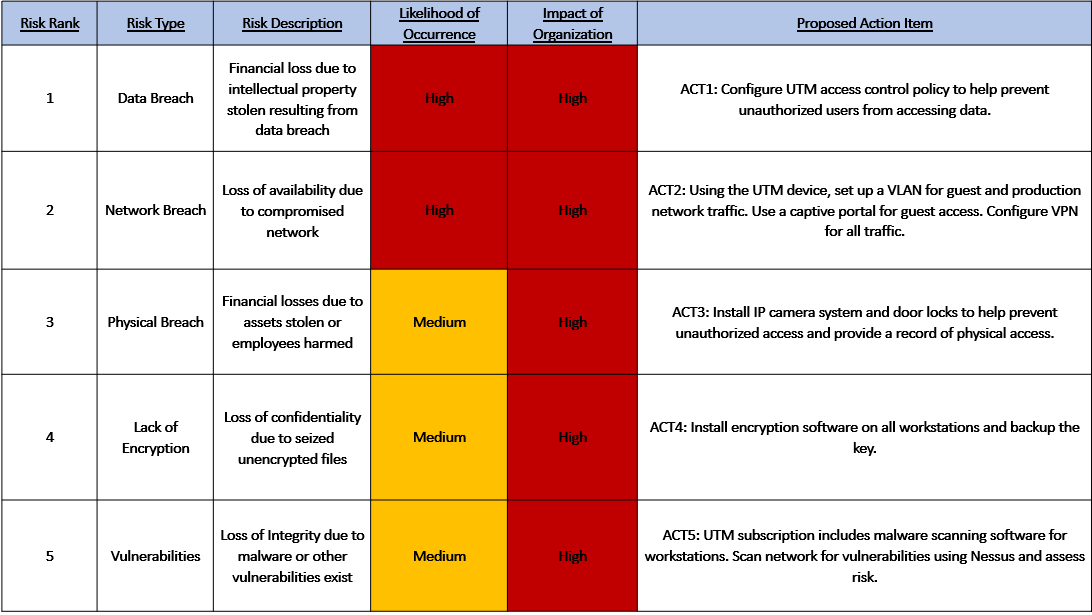 Risk Rank
Risk Type
Risk Description
Likelihood of
Occurrence
Impact of
Organization
Proposed Action Item
1
Data Breach
Financial loss due to
intellectual property
stolen resulting from
data breach
High
High
ACT1: Configure UTM access control policy to help prevent
unauthorized users from accessing data.
2
Network Breach
Loss of availability due
to compromised
network
High
High
ACT2: Using the UTM device, set up a VLAN for guest and production
network traffic. Use a captive portal for guest access. Configure VPN
for all traffic.
3
Physical Breach
Financial losses due to
assets stolen or
employees harmed
Medium
High
ACT3: Install IP camera system and door locks to help prevent
unauthorized access and provide a record of physical access.
4
Lack of
Encryption
Loss of confidentiality
due to seized
unencrypted files
Medium
High
ACT4: Install encryption software on all workstations and backup the
key.
5
Vulnerabilities
Loss of Integrity due to
malware or other
vulnerabilities exist
Medium
High
ACT5: UTM subscription includes malware scanning software for
workstations. Scan network for vulnerabilities using Nessus and assess
risk.